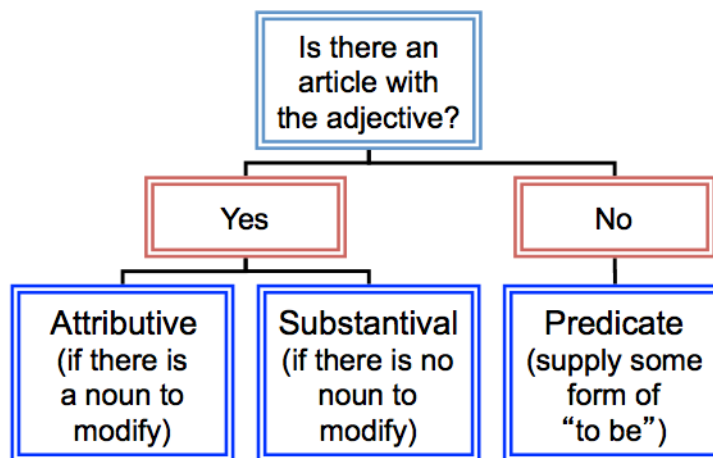 Is there an
article with
the adjective?
Yes
No
Attributive
(if there is
a noun to
modify)
Substantival
(if there is no
noun to
modify)
Predicate
(supply some
form of
“to be”)